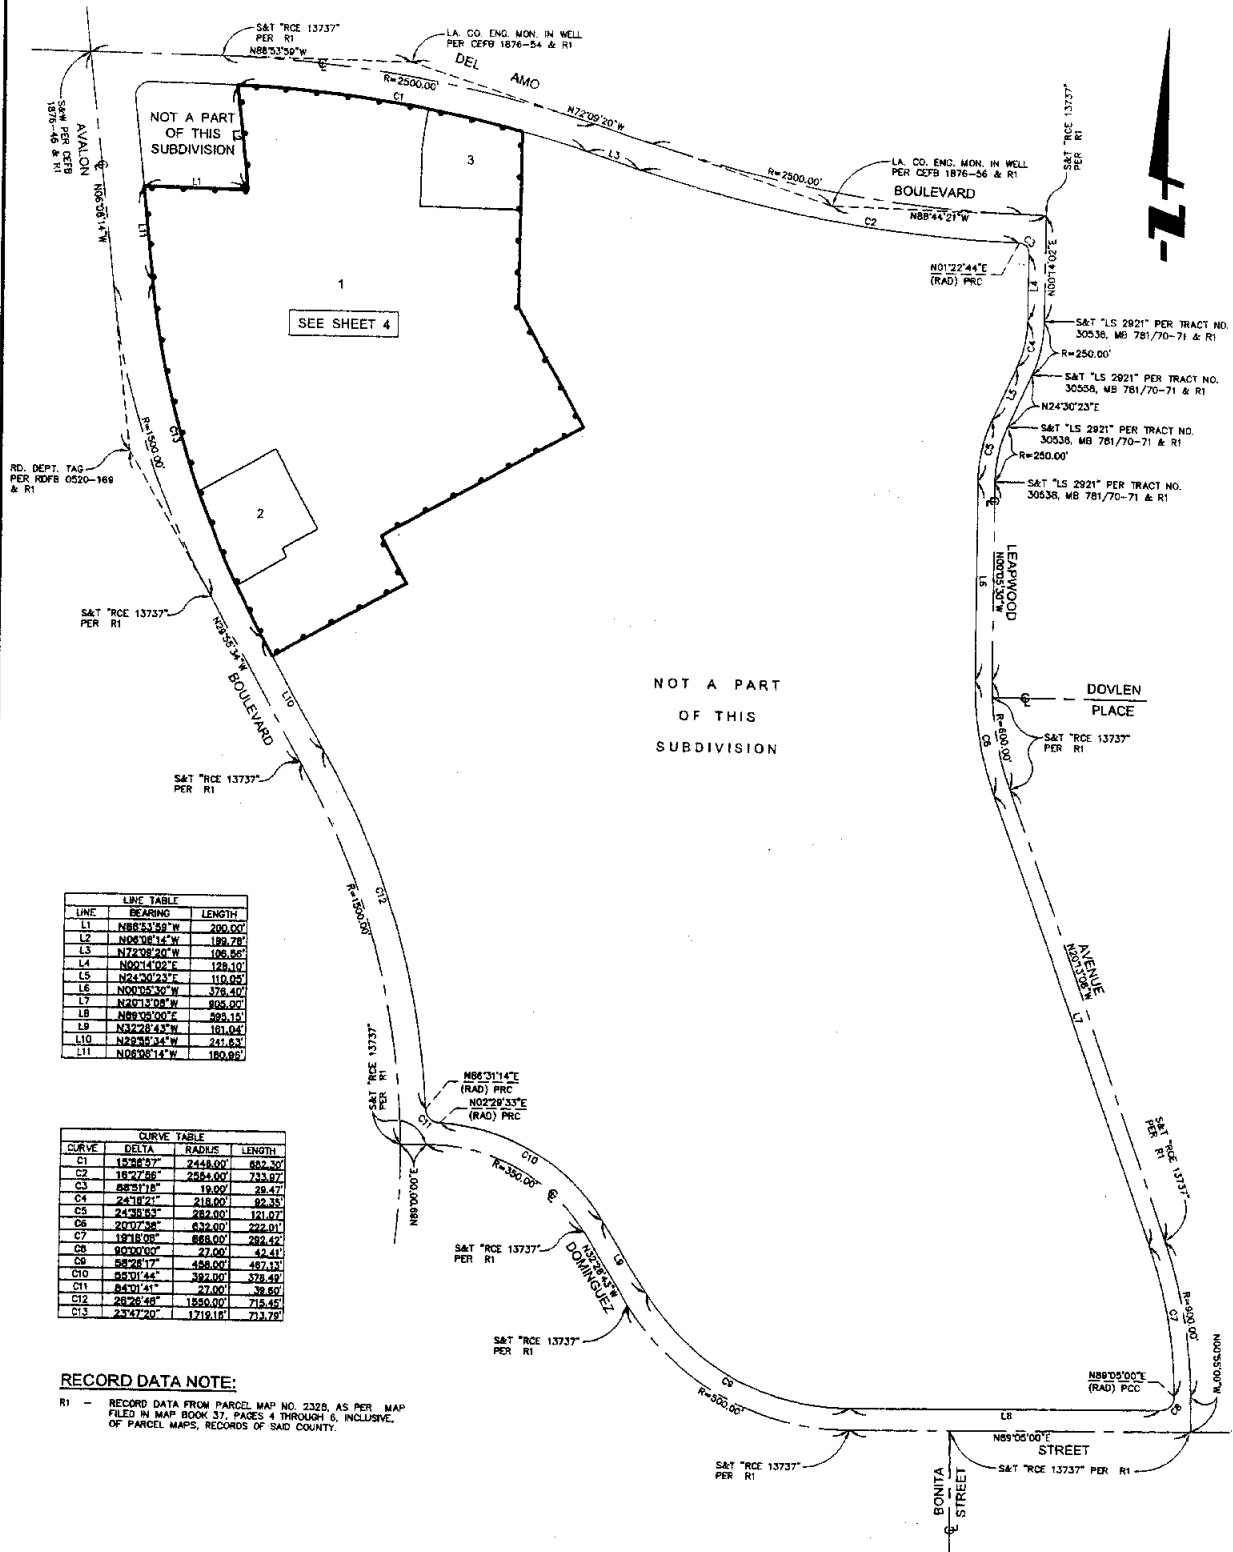 S&T "RCE 13737"
PER R1
N88°53'59"W
LA. CO. ENG. MON. IN WELL
PER CEFB 1876-54 & R1
DEL AMO
R=2500.00'
C1
N72°09'20"W
L3
S&T "RCE 13737"
PER R1
S&W PER CEFB
1876-46 & R1
AVALON
N06°08'14"W
NOT A PART
OF THIS
SUBDIVISION
L2
L1
3
R=2500.00'
LA. CO. ENG. MON. IN WELL
PER CEFB 1876-56 & R1
BOULEVARD
N88°44'21"W
C2
C3
N01°22'44"E
(RAD) PRC
L4
N00°14'02"E
L11
1
SEE SHEET 4
S&T "LS 2921" PER TRACT NO.
30538, MB 781/70-71 & R1
R=250.00'
C4
S&T "LS 2921" PER TRACT NO.
30538, MB 781/70-71 & R1
L5
N24°30'23"E
S&T "LS 2921" PER TRACT NO.
30538, MB 781/70-71 & R1
C5
R=250.00'
S&T "LS 2921" PER TRACT NO.
30538, MB 781/70-71 & R1
R=1500.00'
C13
RD. DEPT. TAG
PER RDFB 0520-169
& R1
2
LEAPWOOD
N00°05'30"W
L6
S&T "RCE 13737"
PER R1
N29°55'34"W
BOULEVARD
L10
NOT A PART
OF THIS
SUBDIVISION
DOVLEN
PLACE
R=600.00'
C6
S&T "RCE 13737"
PER R1
S&T "RCE 13737"
PER R1
R=1500.00'
C12
AVENUE
N20°13'08"W
L7
LINE TABLE
LINE BEARING LENGTH
L1 N88°53'59"W 200.00'
L2 N06°08'14"W 189.78'
L3 N72°09'20"W 106.56'
L4 N00°14'02"E 128.10'
L5 N24°30'23"E 110.05'
L6 N00°05'30"W 376.40'
L7 N20°13'08"W 905.00'
L8 N89°05'00"E 595.15'
L9 N32°28'43"W 161.04'
L10 N29°55'34"W 241.63'
L11 N06°08'14"W 180.96'
S&T "RCE 13737"
PER R1
N86°31'14"E
(RAD) PRC
N02°29'33"E
(RAD) PRC
C11
C10
R=350.00'
N89°00'00"E
CURVE TABLE
CURVE DELTA RADIUS LENGTH
C1 2448.00' 682.30'
C2 16°27'56" 2554.00' 733.97'
C3 88°51'18" 19.00' 29.47'
C4 24°16'21" 218.00' 92.35'
C5 24°35'53" 282.00' 121.07'
C6 20°07'38" 632.00' 222.01'
C7 19°18'08" 868.00' 292.42'
C8 90°00'00" 27.00' 42.41'
C9 58°26'17" 458.00' 467.13'
C10 55°01'44" 392.00' 376.49'
C11 84°01'41" 27.00' 39.60'
C12 26°26'48" 1550.00' 715.45'
C13 23°47'20" 1719.18' 713.79'
S&T "RCE 13737"
PER R1
DOMINGUEZ
N32°28'43"W
L9
S&T "RCE 13737"
PER R1
S&T "RCE 13737"
PER R1
C7
R=900.00'
N00°55'00"W
N89°05'00"E
(RAD) PCC
C8
C9
R=500.00'
L8
N89°05'00"E
STREET
S&T "RCE 13737" PER R1
S&T "RCE 13737"
PER R1
BONITA
STREET
RECORD DATA NOTE:
R1 - RECORD DATA FROM PARCEL MAP NO. 2328, AS PER MAP
FILED IN MAP BOOK 37, PAGES 4 THROUGH 6, INCLUSIVE,
OF PARCEL MAPS, RECORDS OF SAID COUNTY.